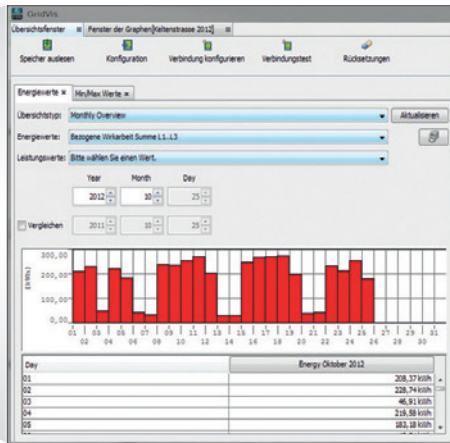 GridVis
Übersichtsfenster Fenster der Graphen[Keltenstrasse 2012]
Speicher auslesen Konfiguration Verbindung konfigurieren Verbindungstest Rücksetzungen
Energiewerte Min/Max Werte
Übersichtstyp: Monthly Overview Aktualisieren
Energiewerte: Bezogene Wirkarbeit Summe L1..L3
Leistungswerte: Bitte wählen Sie einen Wert.
Year Month Day
2012 10 25
Vergleichen 2011 10 25
[kWh]
300,00
200,00
100,00
0,00
01 03 05 07 09 11 13 15 17 19 21 23 25 27 29 31
02 04 06 08 10 12 14 16 18 20 22 24 26 28 30
Day Energy Oktober 2012
01 208,37 kWh
02 228,74 kWh
03 46,91 kWh
04 219,58 kWh
05 182,18 kWh